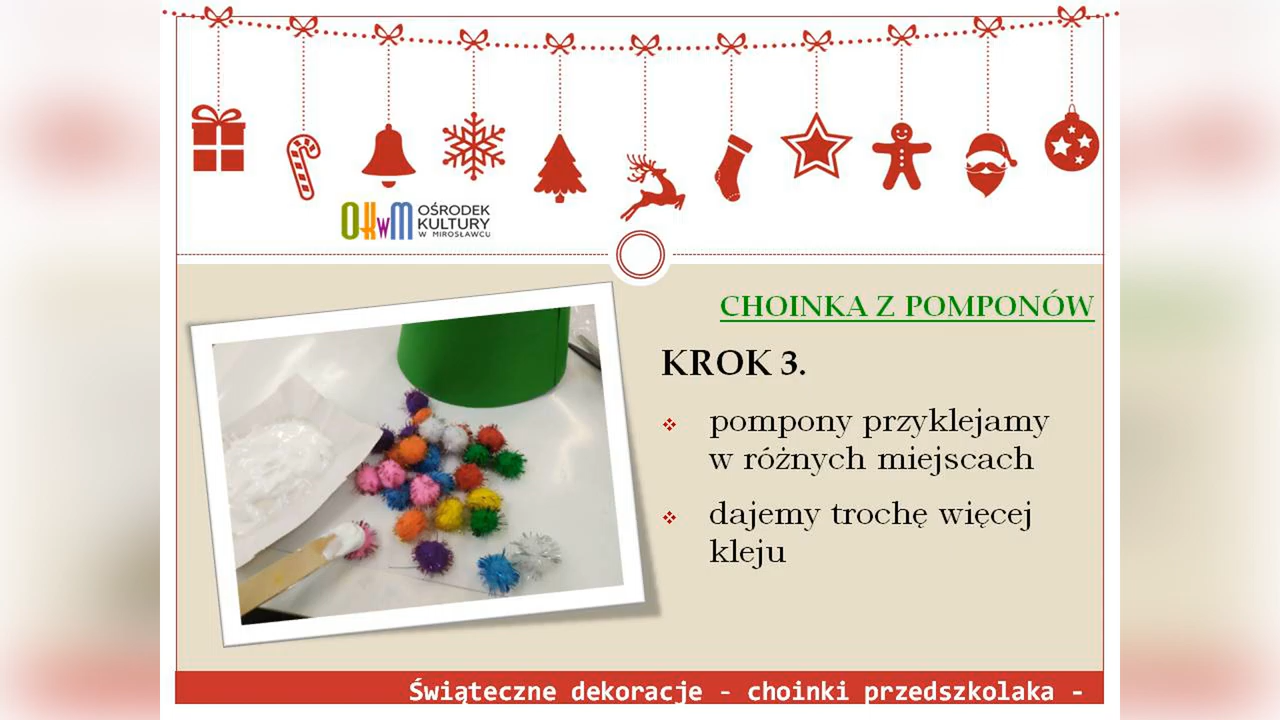 OKwM OŚRODEK
KULTURY
W MIROSŁAWCU
CHOINKA Z POMPONÓW
KROK 3.
pompony przyklejamy
w różnych miejscach
dajemy trochę więcej
kleju
Świąteczne dekoracje - choinki przedszkolaka -